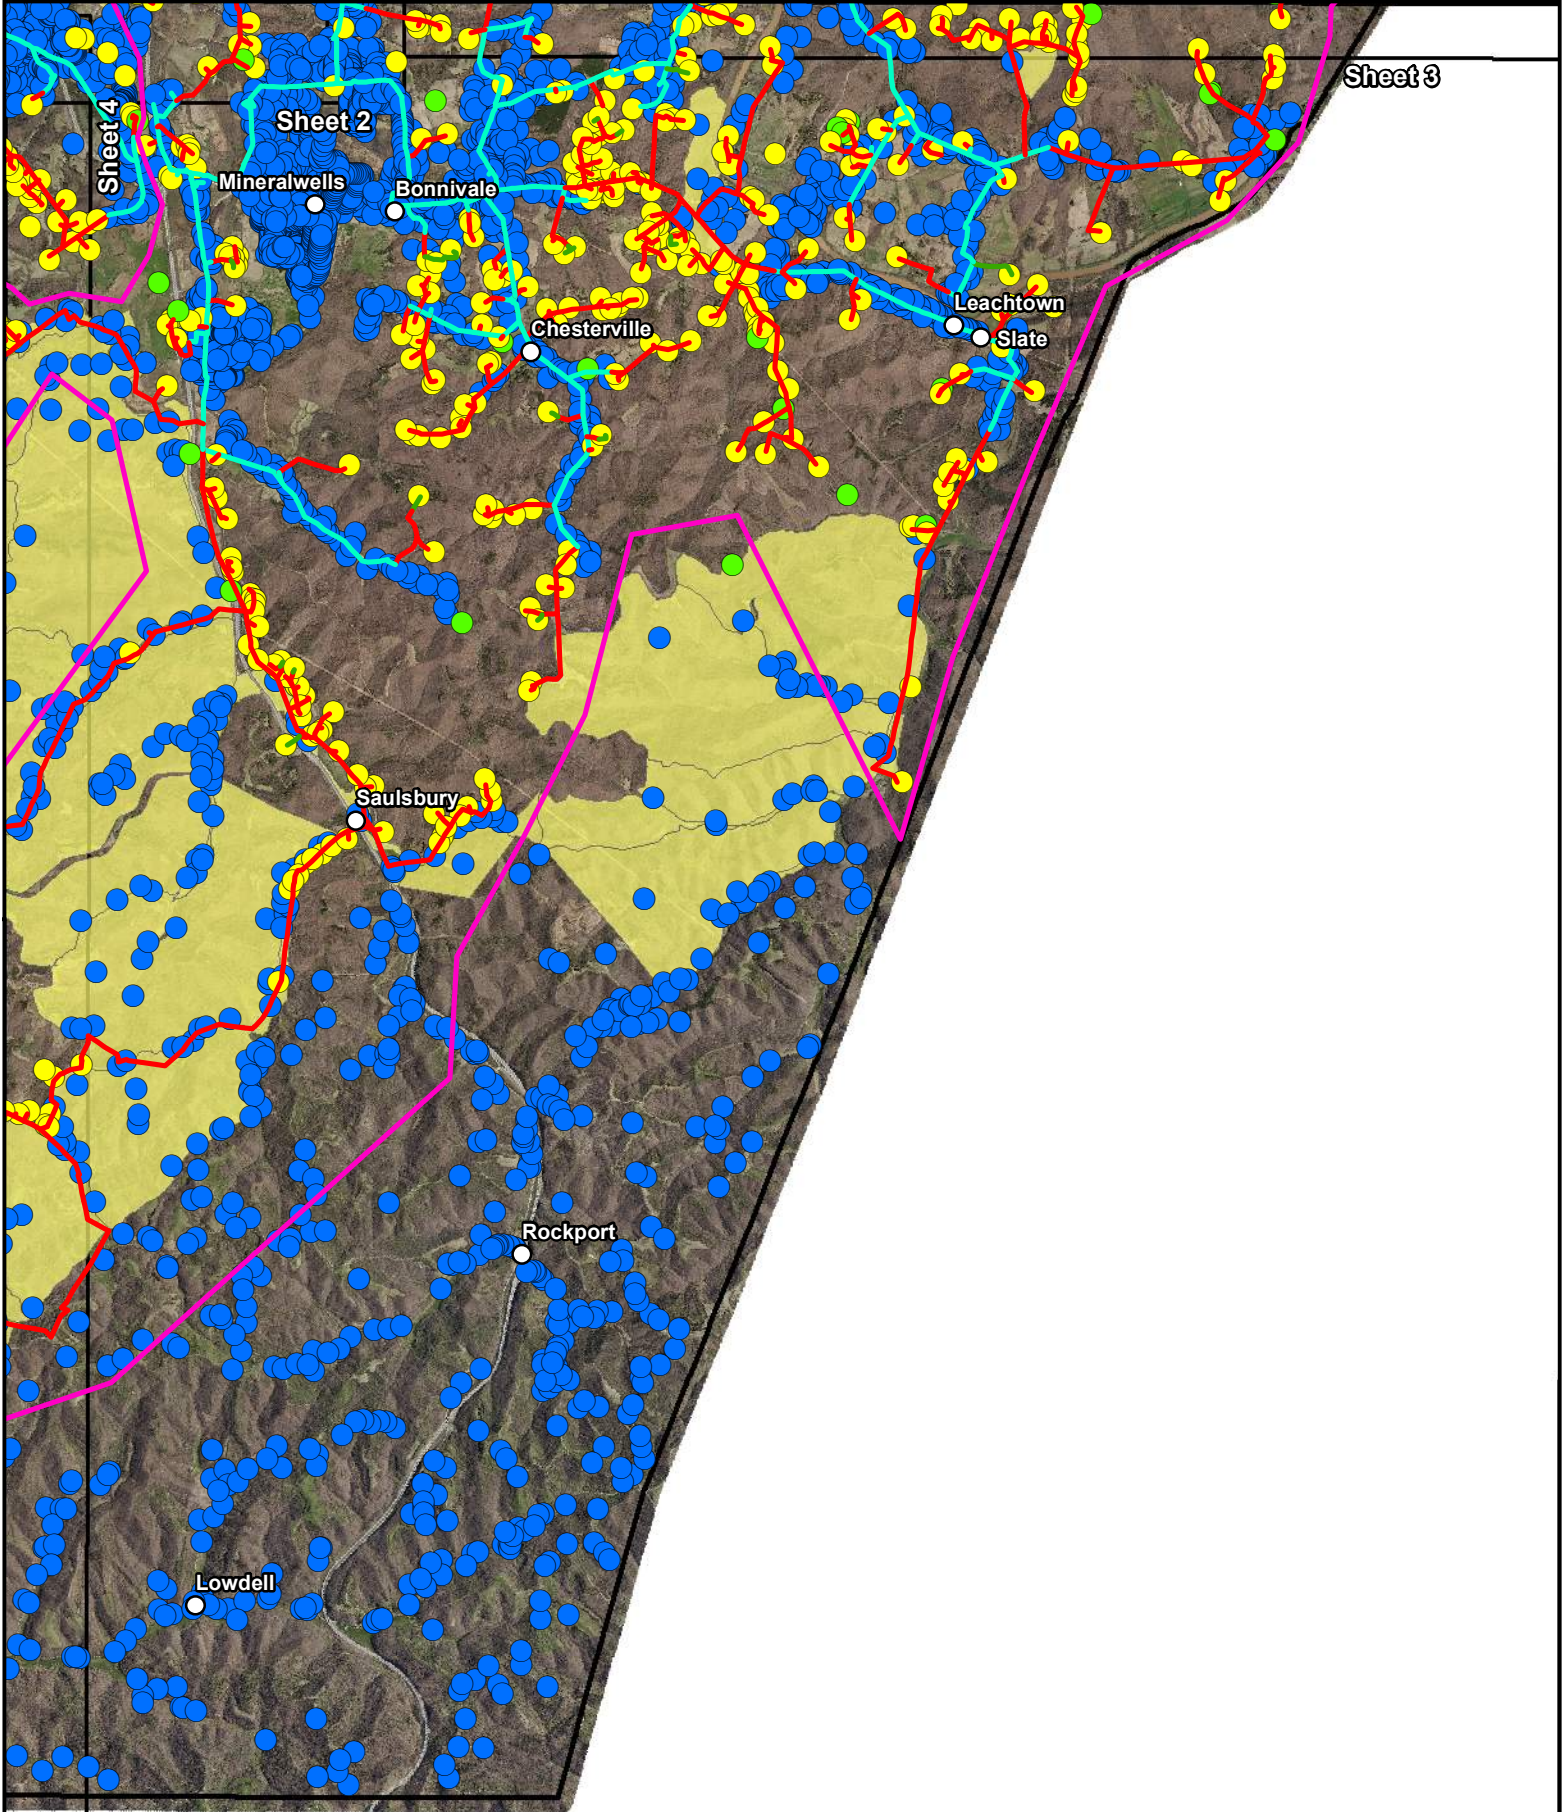 Sheet 3
Sheet 4
Sheet 2
Mineralwells
Bonnivale
Leachtown
Chesterville
Slate
Saulsbury
Rockport
Lowdell